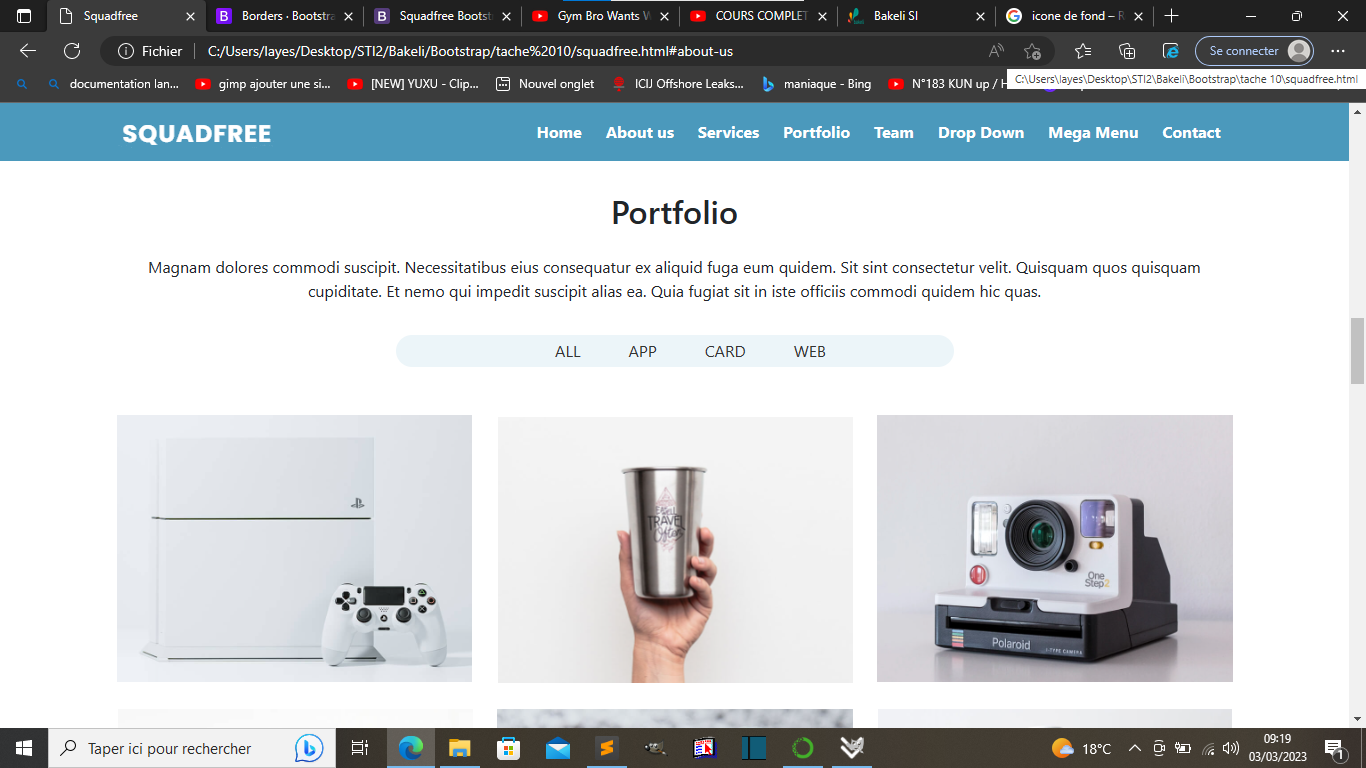 Squadfree
Borders · Bootstra
Squadfree Bootst
Gym Bro Wants W
COURS COMPLET
Bakeli SI
icone de fond – R
Fichier
C:/Users/layes/Desktop/STI2/Bakeli/Bootstrap/tache%2010/squadfree.html#about-us
Se connecter
documentation lan...
gimp ajouter une si...
[NEW] YUXU - Clip...
Nouvel onglet
ICIJ Offshore Leaks...
maniaque - Bing
N°183 KUN up / H
C:\Users\layes\Desktop\STI2\Bakeli\Bootstrap\tache 10\squadfree.html
SQUADFREE
Home
About us
Services
Portfolio
Team
Drop Down
Mega Menu
Contact
Portfolio
Magnam dolores commodi suscipit. Necessitatibus eius consequatur ex aliquid fuga eum quidem. Sit sint consectetur velit. Quisquam quos quisquam
cupiditate. Et nemo qui impedit suscipit alias ea. Quia fugiat sit in iste officiis commodi quidem hic quas.
ALL
APP
CARD
WEB
TRAVEL
Often
One
Step2
Polaroid
I-TYPE CAMERA
Taper ici pour rechercher
18°C
09:19
03/03/2023
1